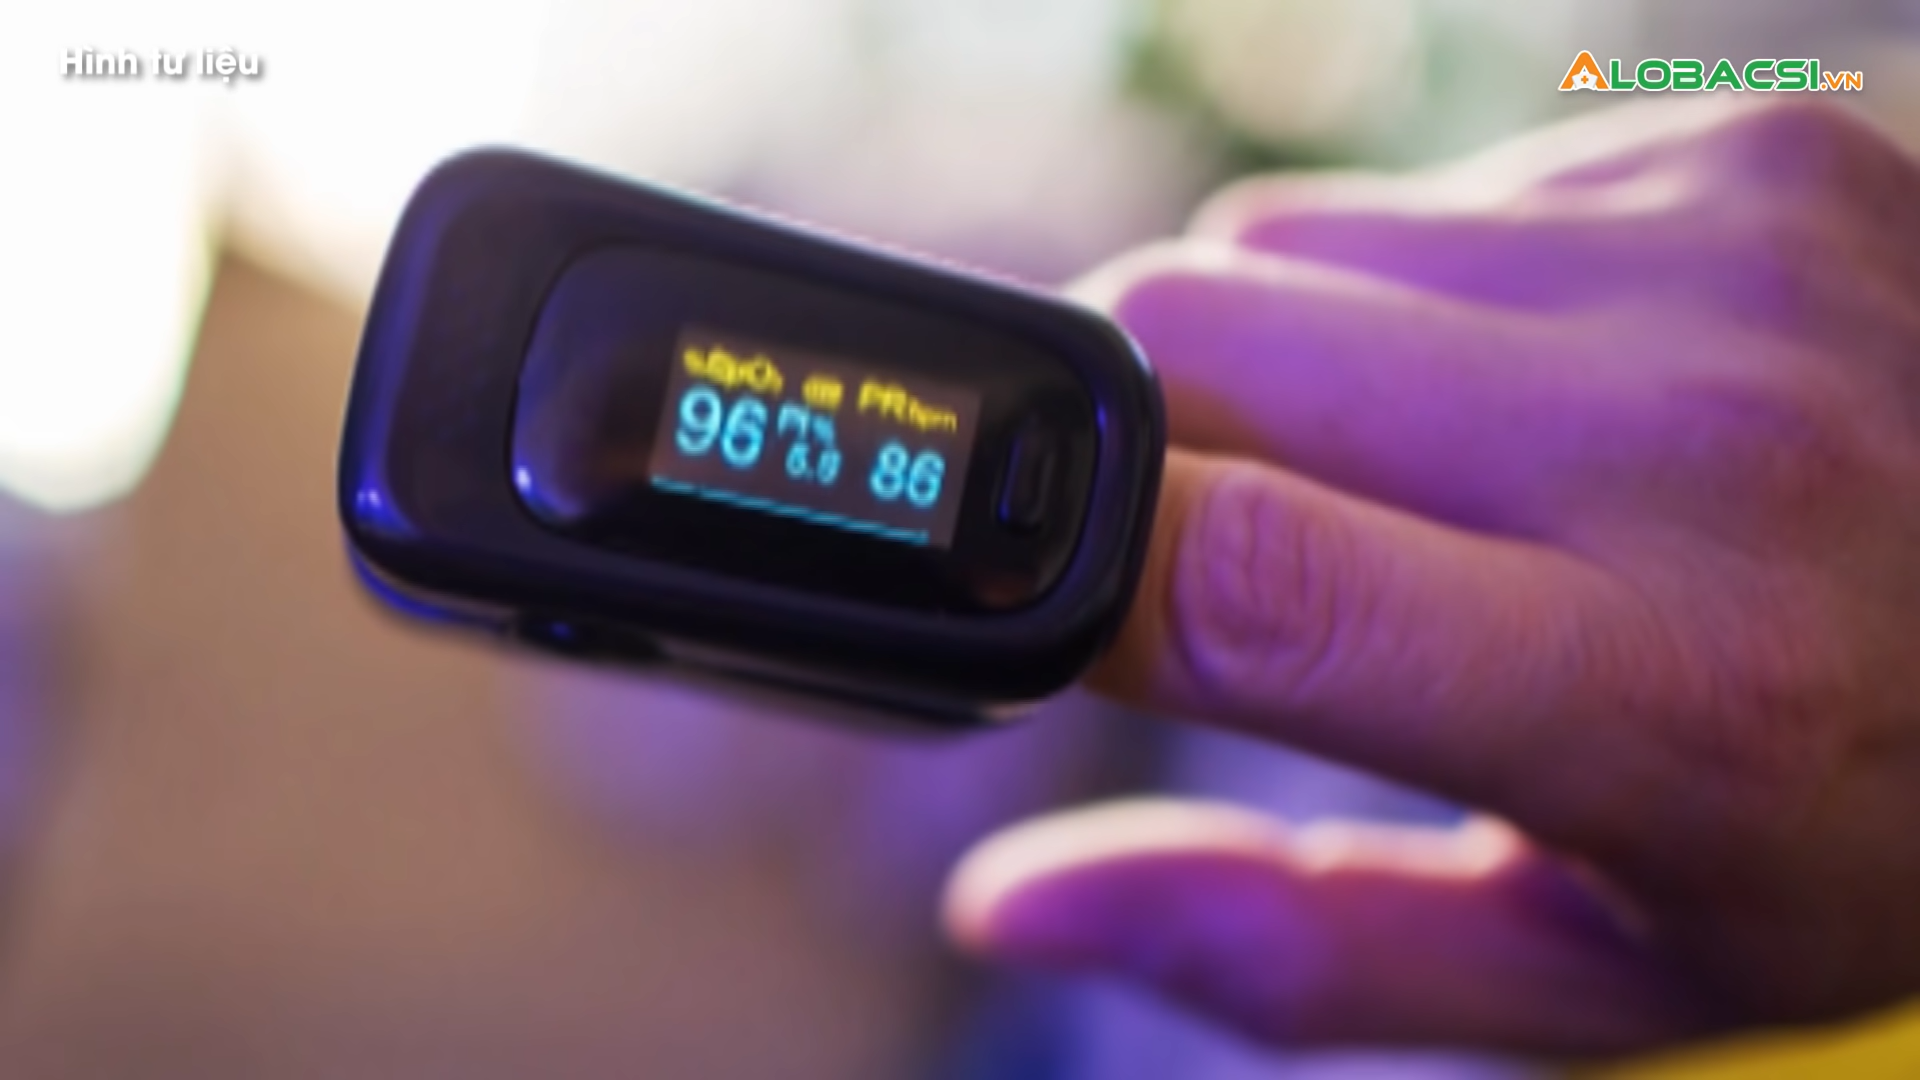 Hình tư liệu
ALOBACSI.VN
%SpO₂ PRbpm
96 PI% 86